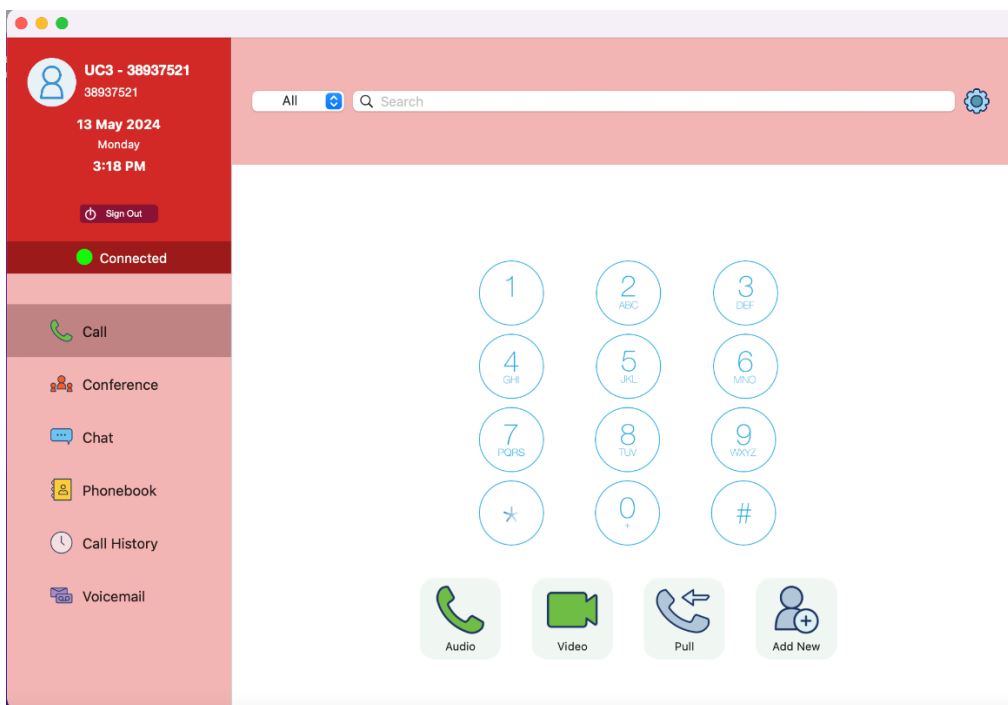 UC3 - 38937521
38937521
13 May 2024
Monday
3:18 PM
Sign Out
Connected
All
Search
Call
Conference
Chat
Phonebook
Call History
Voicemail
1 2 3
ABC DEF
4 5 6
GHI JKL MNO
7 8 9
PQRS TUV WXYZ
* 0 #
+
Audio Video Pull Add New